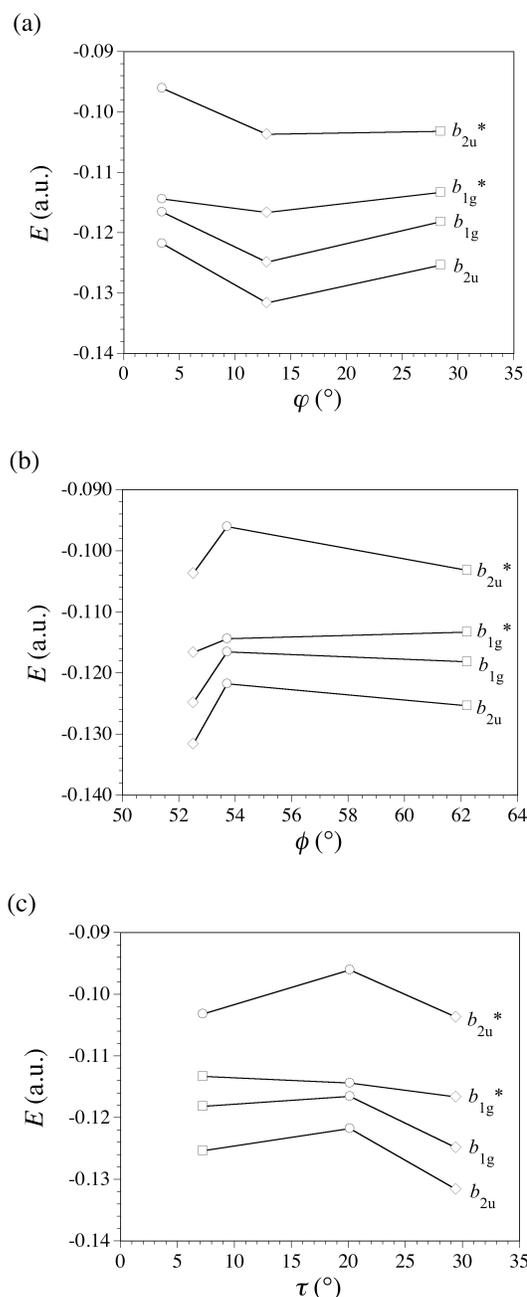 (a)
-0.09
-0.10
-0.11
-0.12
-0.13
-0.14
E (a.u.)
b2u*
b1g*
b1g
b2u
0 5 10 15 20 25 30 35
φ (°)
(b)
-0.090
-0.100
-0.110
-0.120
-0.130
-0.140
E (a.u.)
b2u*
b1g*
b1g
b2u
50 52 54 56 58 60 62 64
ϕ (°)
(c)
-0.09
-0.10
-0.11
-0.12
-0.13
-0.14
E (a.u.)
b2u*
b1g*
b1g
b2u
0 5 10 15 20 25 30 35
τ (°)